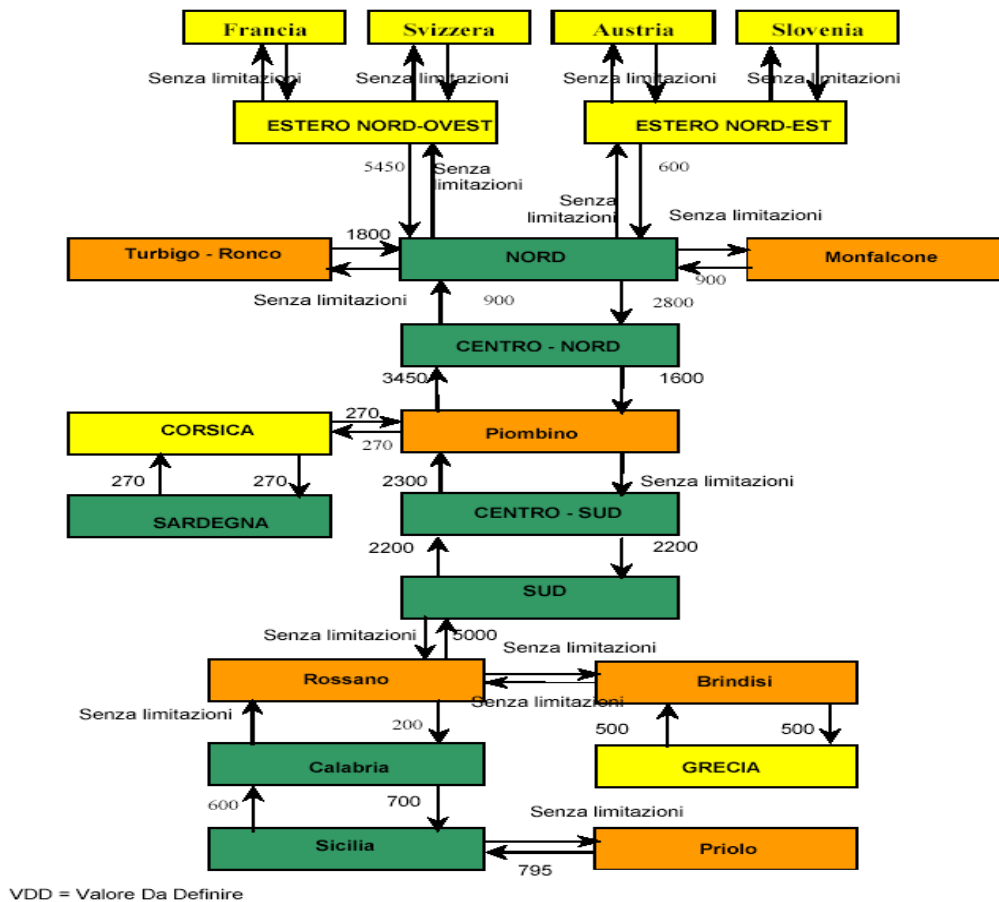 Francia
Svizzera
Austria
Slovenia
Senza limitazioni
Senza limitazioni
Senza limitazioni
Senza limitazioni
ESTERO NORD-OVEST
ESTERO NORD-EST
5450
Senza
limitazioni
600
Senza
limitazioni
Senza limitazioni
Turbigo - Ronco
1800
NORD
Monfalcone
900
Senza limitazioni
900
2800
CENTRO - NORD
3450
1600
CORSICA
270
270
Piombino
270
270
2300
Senza limitazioni
SARDEGNA
CENTRO - SUD
2200
2200
SUD
Senza limitazioni
5000
Senza limitazioni
Rossano
Brindisi
Senza limitazioni
Senza limitazioni
200
500
500
Calabria
GRECIA
600
700
Senza limitazioni
Sicilia
Priolo
795
VDD = Valore Da Definire